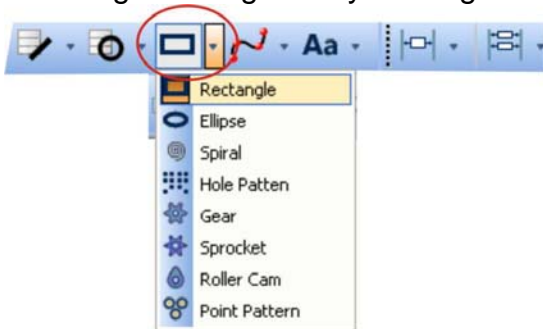 Aa
Rectangle
Ellipse
Spiral
Hole Patten
Gear
Sprocket
Roller Cam
Point Pattern